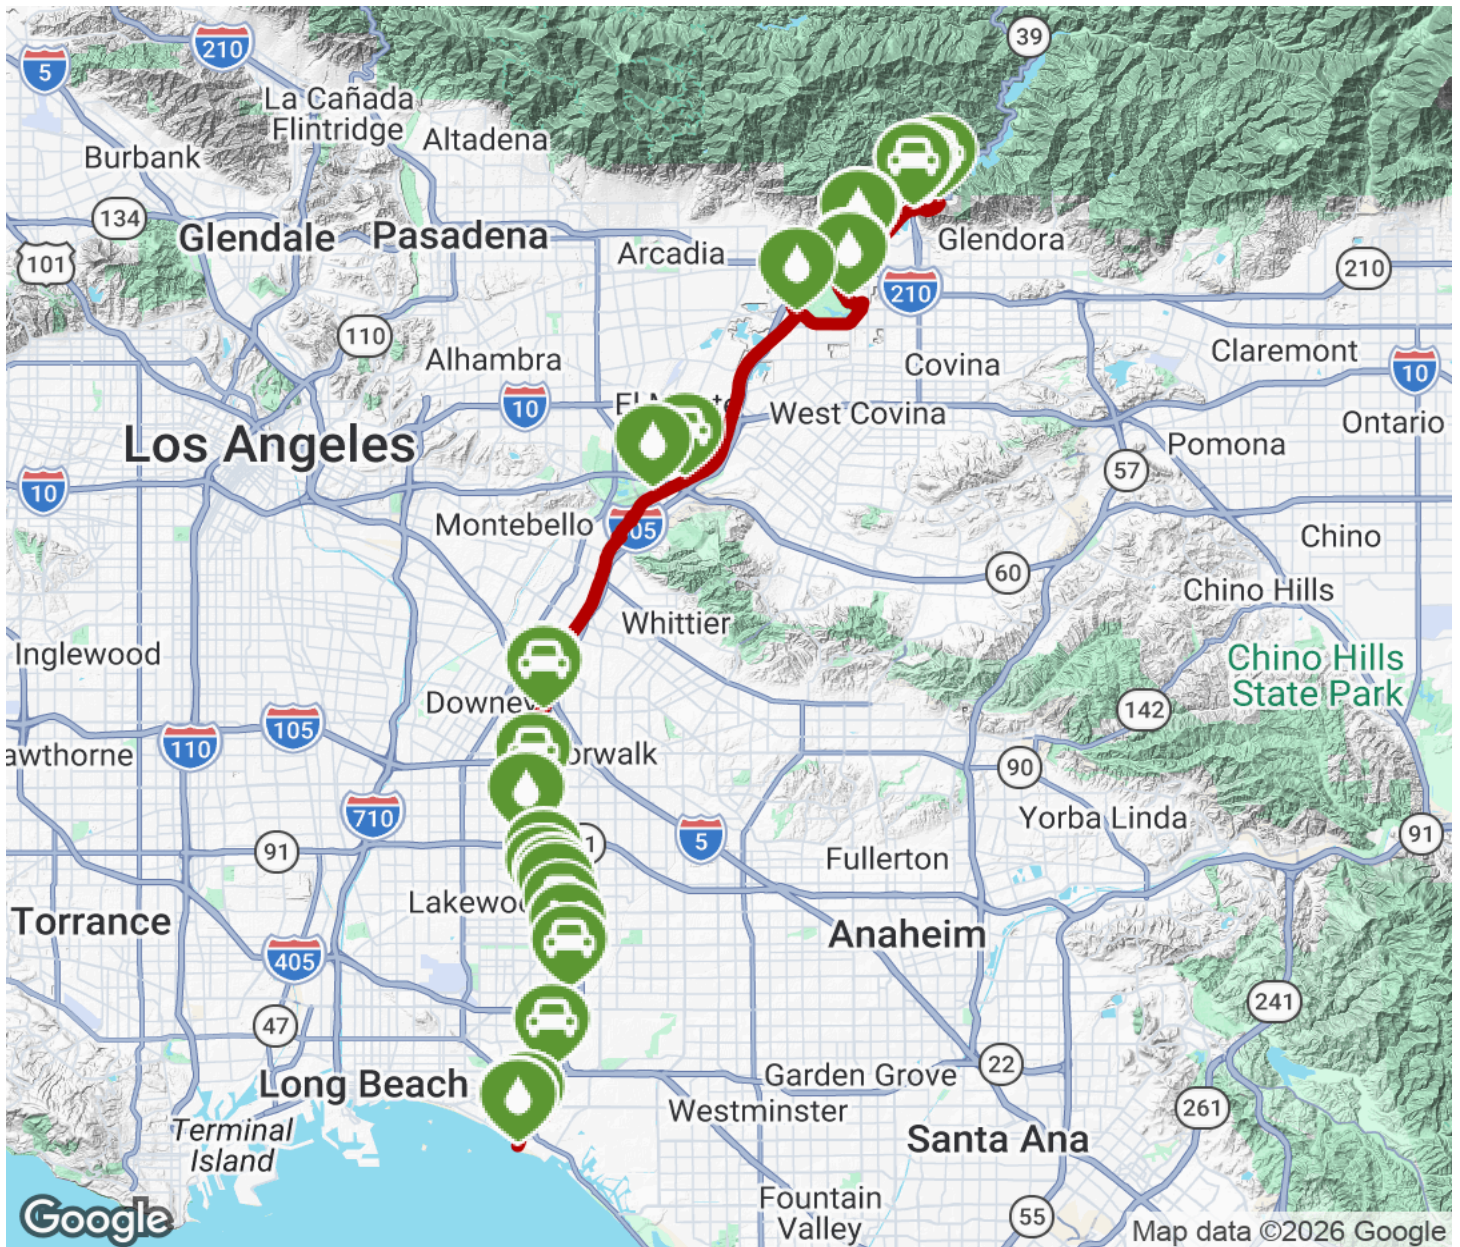 39
210
5
La Cañada
Flintridge
Altadena
Burbank
134
Glendale
Pasadena
Arcadia
Glendora
101
210
210
110
Alhambra
Covina
Claremont
10
10
West Covina
Ontario
Los Angeles
Pomona
57
10
Montebello
Chino
60
Chino Hills
Whittier
Inglewood
Chino Hills
State Park
Downey
142
105
110
awthorne
orwalk
90
710
Yorba Linda
5
91
91
1
Fullerton
Lakewoo
Torrance
Anaheim
405
241
47
22
Long Beach
Garden Grove
Westminster
261
Terminal
Island
Santa Ana
Fountain
Valley
55
Google
Map data ©2026 Google